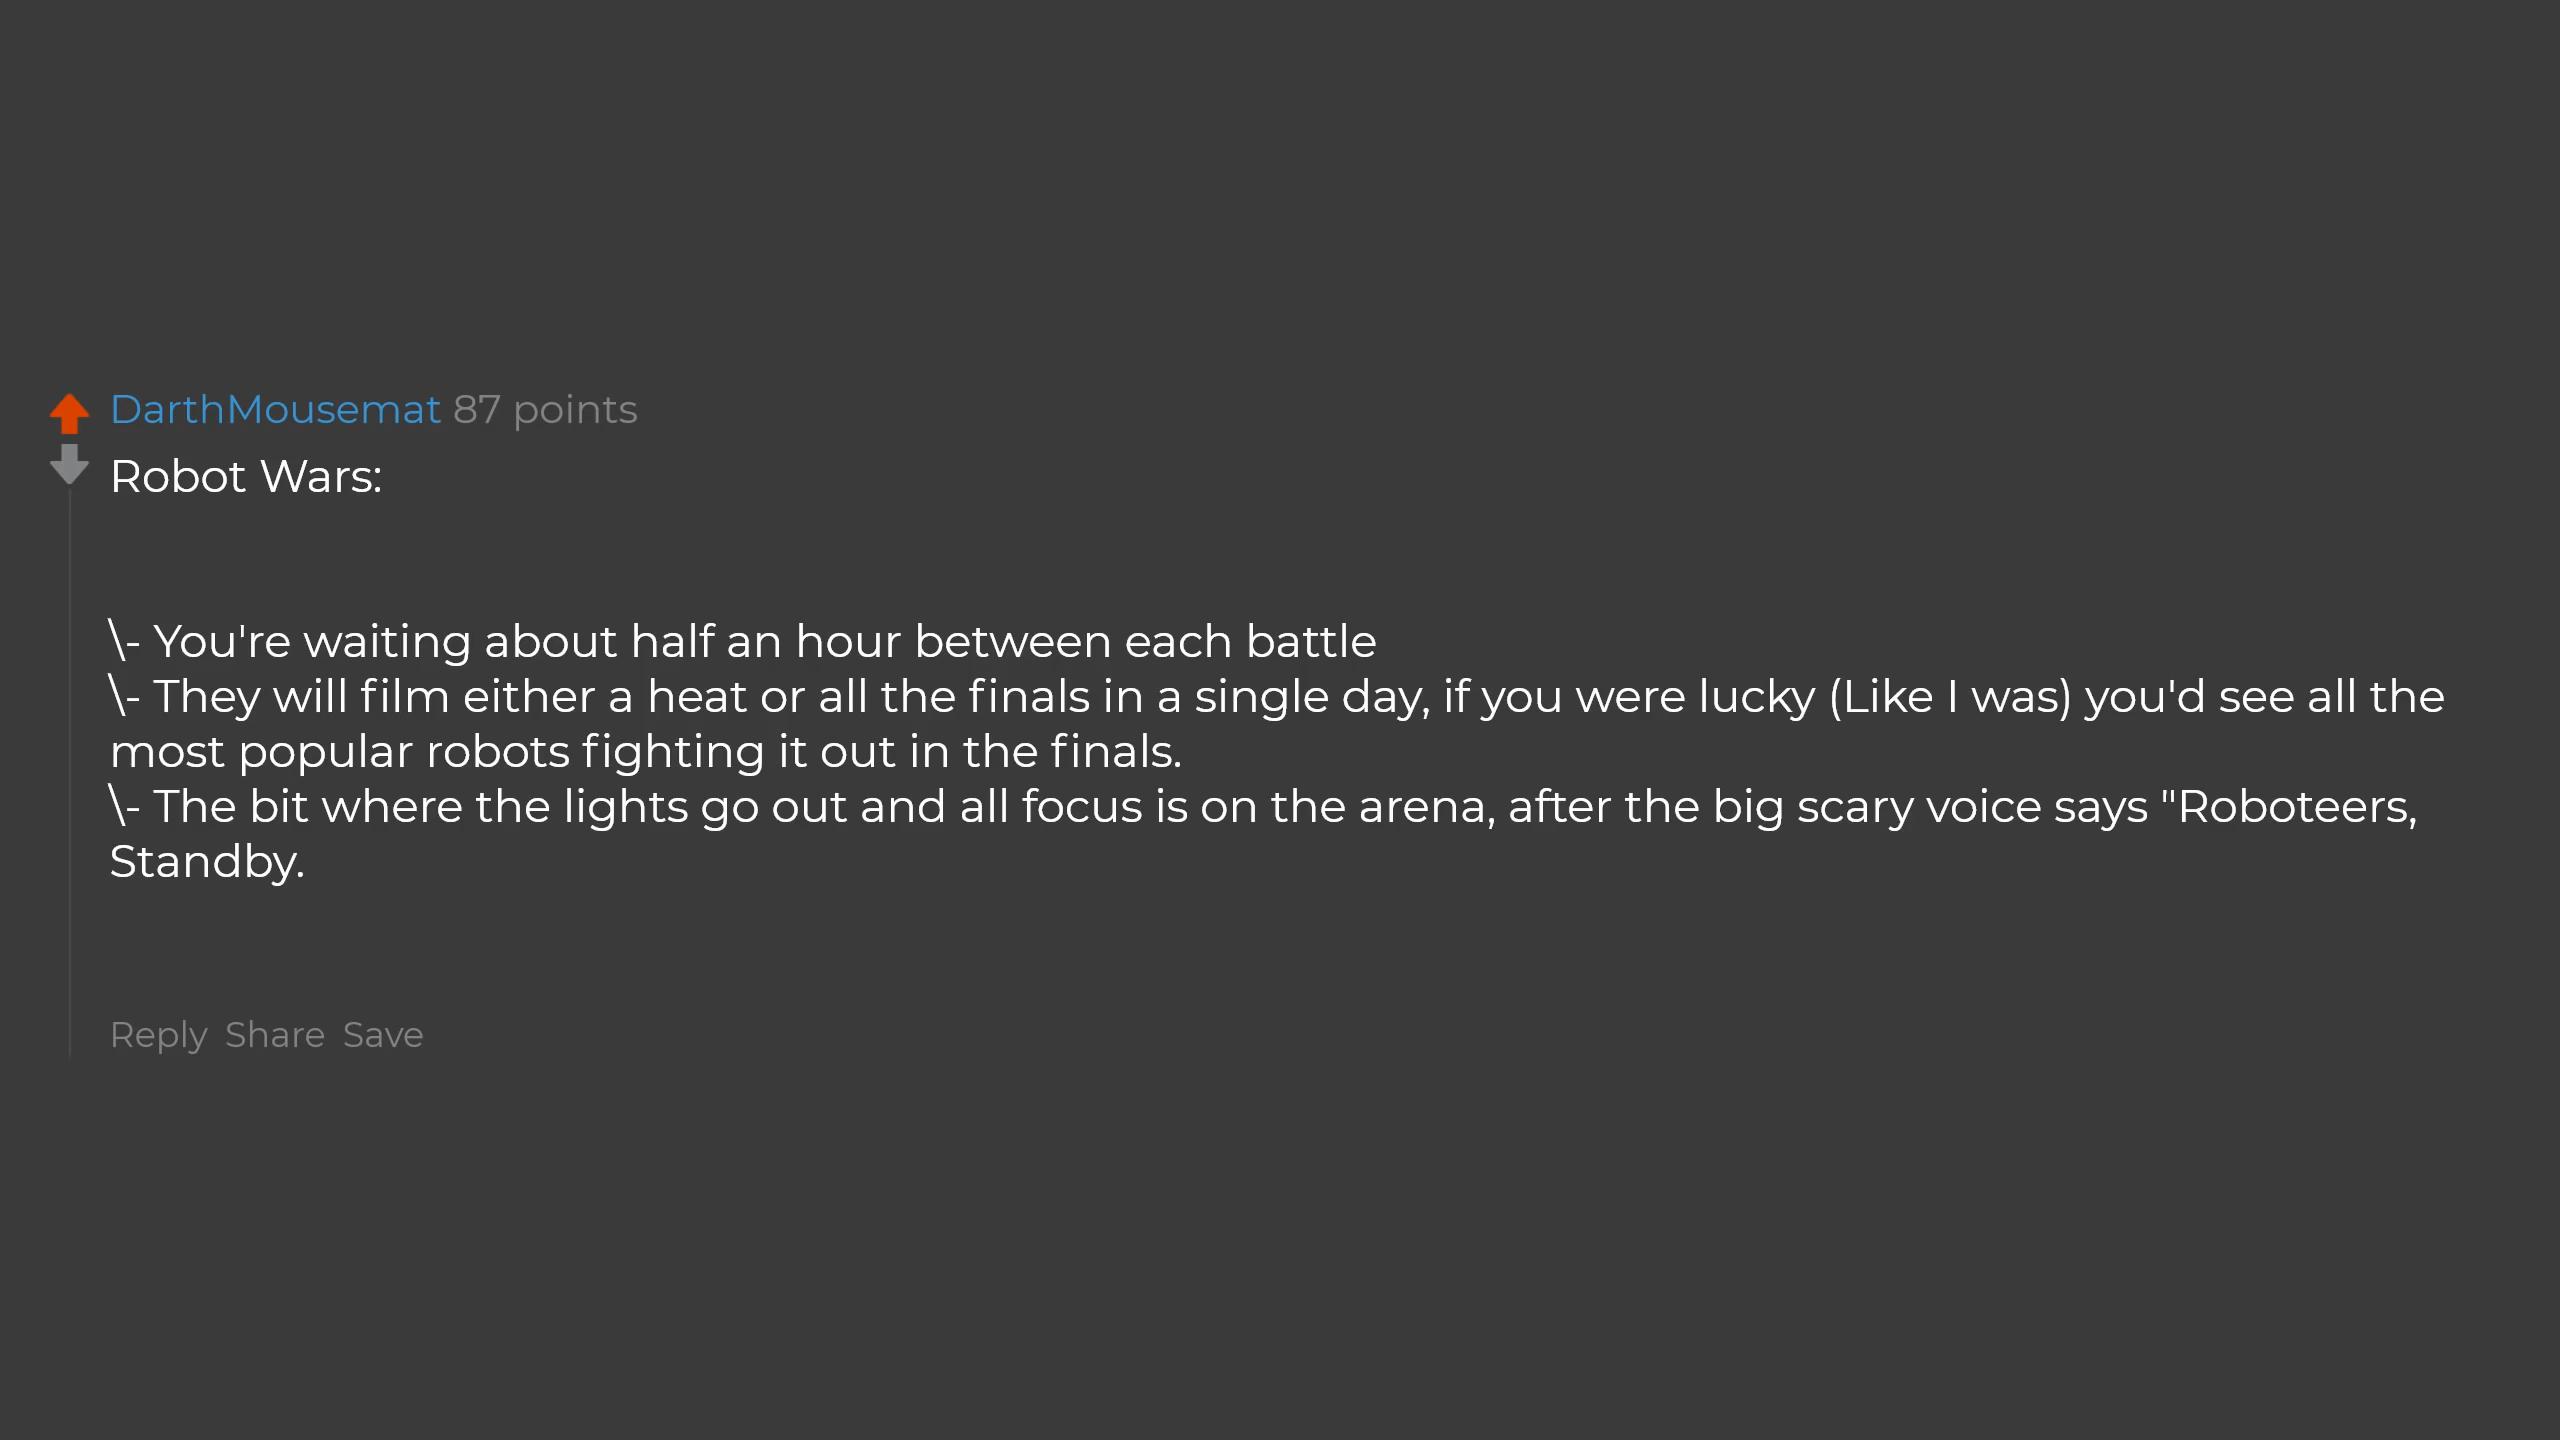 DarthMousemat 87 points
Robot Wars:
\- You're waiting about half an hour between each battle
\- They will film either a heat or all the finals in a single day, if you were lucky (Like I was) you'd see all the
most popular robots fighting it out in the finals.
\- The bit where the lights go out and all focus is on the arena, after the big scary voice says "Roboteers,
Standby.
Reply Share Save